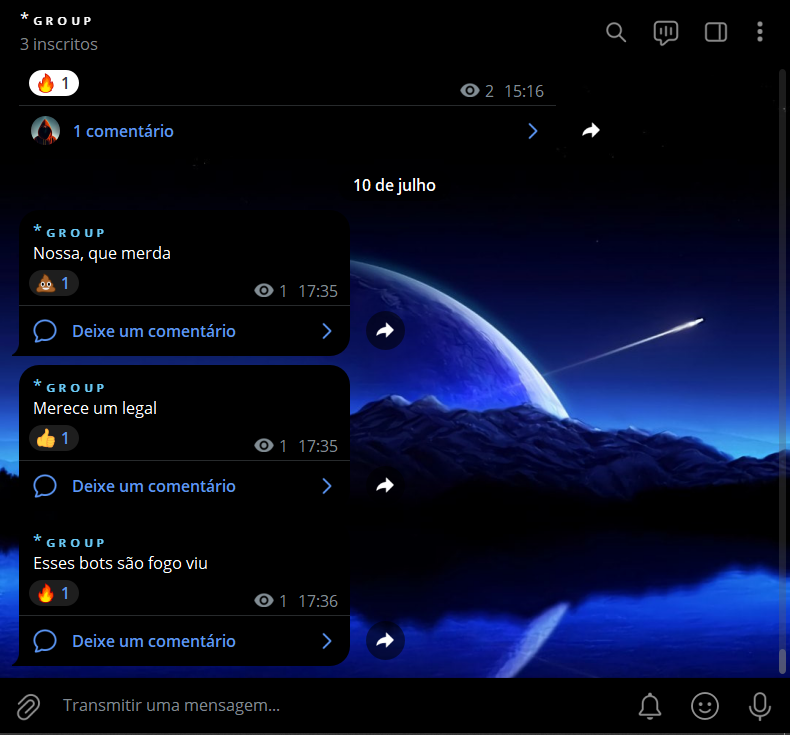 * GROUP
3 inscritos
🔥 1
2 15:16
1 comentário
10 de julho
* GROUP
Nossa, que merda
💩 1
1 17:35
Deixe um comentário
* GROUP
Merece um legal
👍 1
1 17:35
Deixe um comentário
* GROUP
Esses bots são fogo viu
🔥 1
1 17:36
Deixe um comentário
Transmitir uma mensagem...